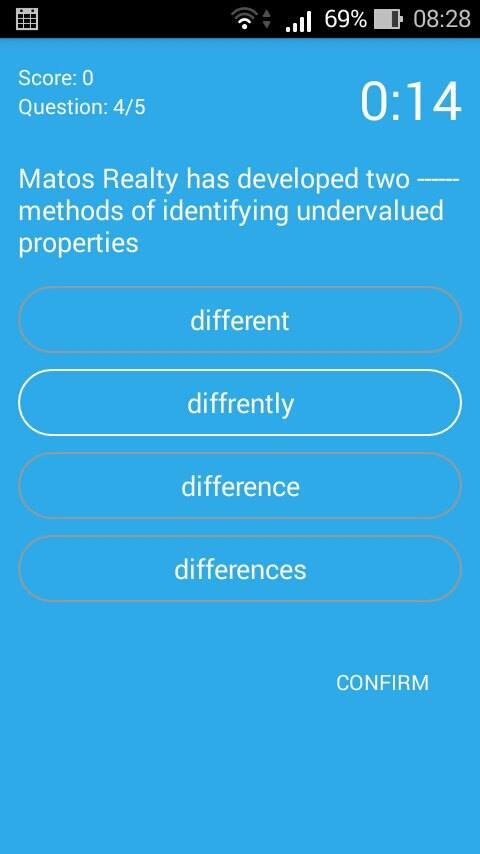 69% 08:28
Score: 0
0:14
Question: 4/5
Matos Realty has developed two ------
methods of identifying undervalued
properties
different
diffrently
difference
differences
CONFIRM